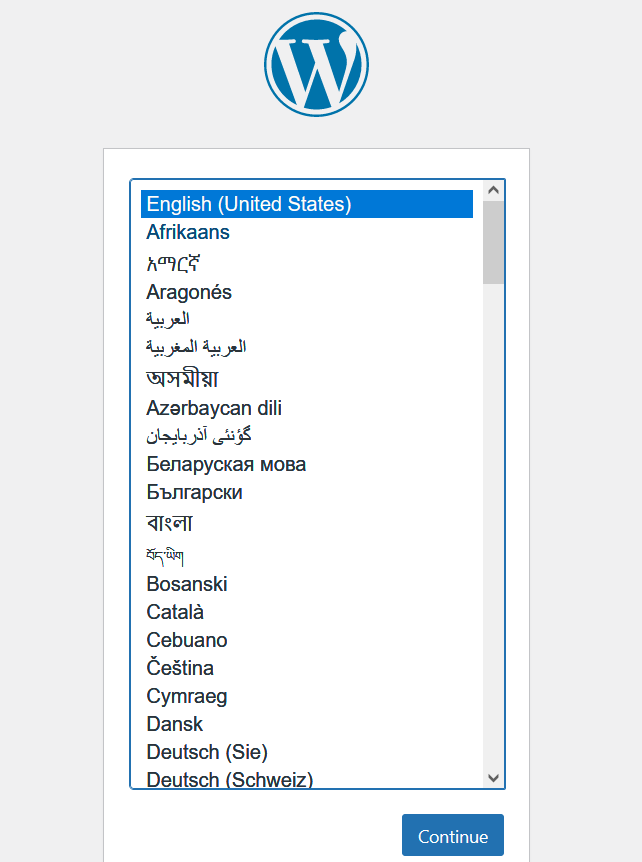 English (United States)
Afrikaans
አማርኛ
Aragonés
العربية
العربية المغربية
অসমীয়া
Azərbaycan dili
گؤنئی آذربایجان
Беларуская мова
Български
বাংলা
བོད་ཡིག
Bosanski
Català
Cebuano
Čeština
Cymraeg
Dansk
Deutsch (Sie)
Deutsch (Schweiz)
Continue